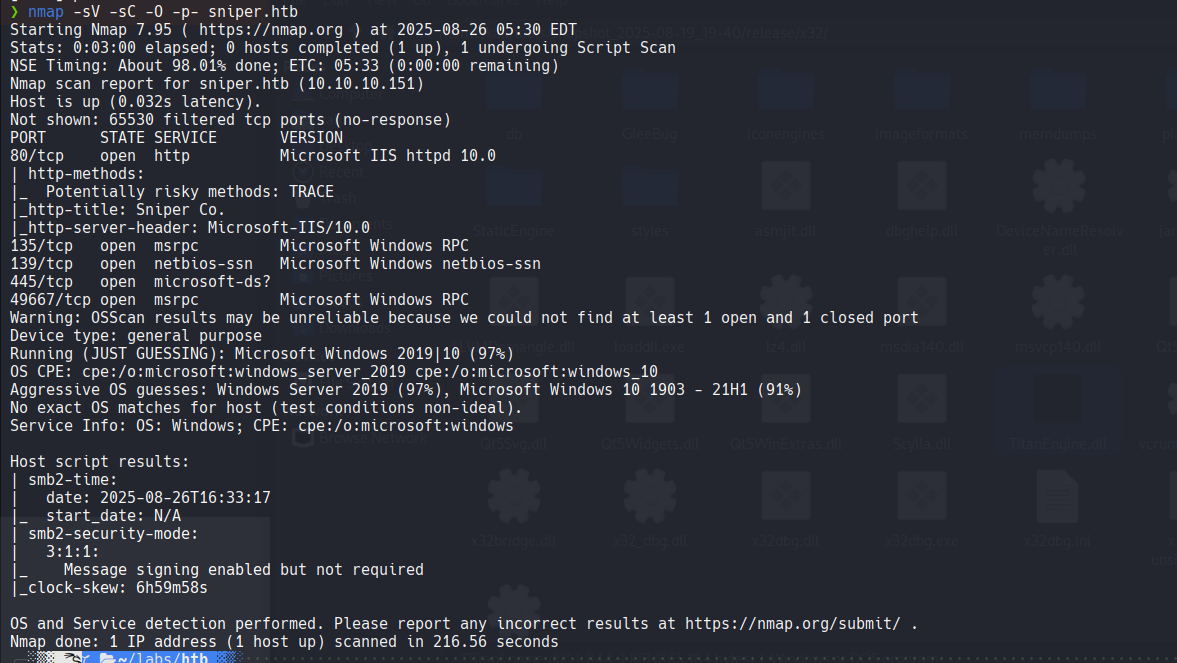 ❯ nmap -sV -sC -O -p- sniper.htb
Starting Nmap 7.95 ( https://nmap.org ) at 2025-08-26 05:30 EDT
Stats: 0:03:00 elapsed; 0 hosts completed (1 up), 1 undergoing Script Scan
NSE Timing: About 98.01% done; ETC: 05:33 (0:00:00 remaining)
Nmap scan report for sniper.htb (10.10.10.151)
Host is up (0.032s latency).
Not shown: 65530 filtered tcp ports (no-response)
PORT      STATE SERVICE       VERSION
80/tcp    open  http          Microsoft IIS httpd 10.0
| http-methods:
|_  Potentially risky methods: TRACE
|_http-title: Sniper Co.
|_http-server-header: Microsoft-IIS/10.0
135/tcp   open  msrpc         Microsoft Windows RPC
139/tcp   open  netbios-ssn   Microsoft Windows netbios-ssn
445/tcp   open  microsoft-ds?
49667/tcp open  msrpc         Microsoft Windows RPC
Warning: OSScan results may be unreliable because we could not find at least 1 open and 1 closed port
Device type: general purpose
Running (JUST GUESSING): Microsoft Windows 2019|10 (97%)
OS CPE: cpe:/o:microsoft:windows_server_2019 cpe:/o:microsoft:windows_10
Aggressive OS guesses: Windows Server 2019 (97%), Microsoft Windows 10 1903 - 21H1 (91%)
No exact OS matches for host (test conditions non-ideal).
Service Info: OS: Windows; CPE: cpe:/o:microsoft:windows

Host script results:
| smb2-time:
|   date: 2025-08-26T16:33:17
|_  start_date: N/A
| smb2-security-mode:
|   3:1:1:
|_    Message signing enabled but not required
|_clock-skew: 6h59m58s

OS and Service detection performed. Please report any incorrect results at https://nmap.org/submit/ .
Nmap done: 1 IP address (1 host up) scanned in 216.56 seconds
~/labs/htb